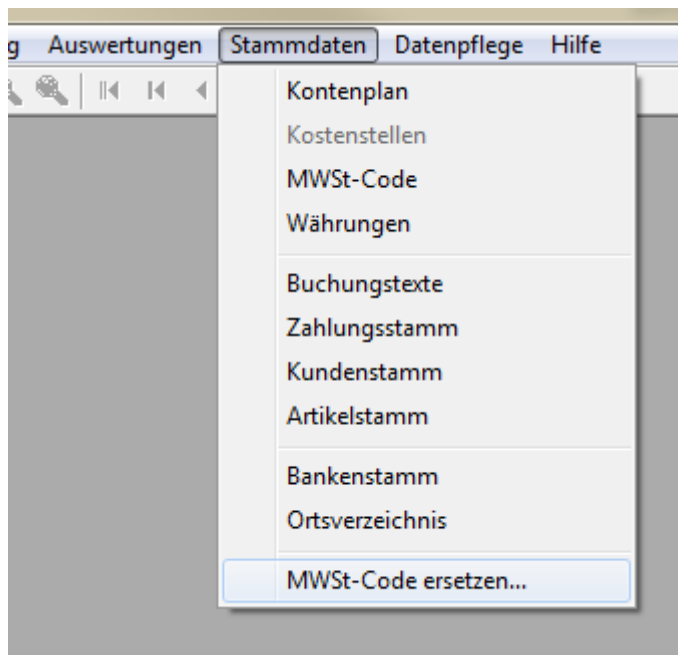 g Auswertungen Stammdaten Datenpflege Hilfe
Kontenplan
Kostenstellen
MWSt-Code
Währungen
Buchungstexte
Zahlungsstamm
Kundenstamm
Artikelstamm
Bankenstamm
Ortsverzeichnis
MWSt-Code ersetzen...